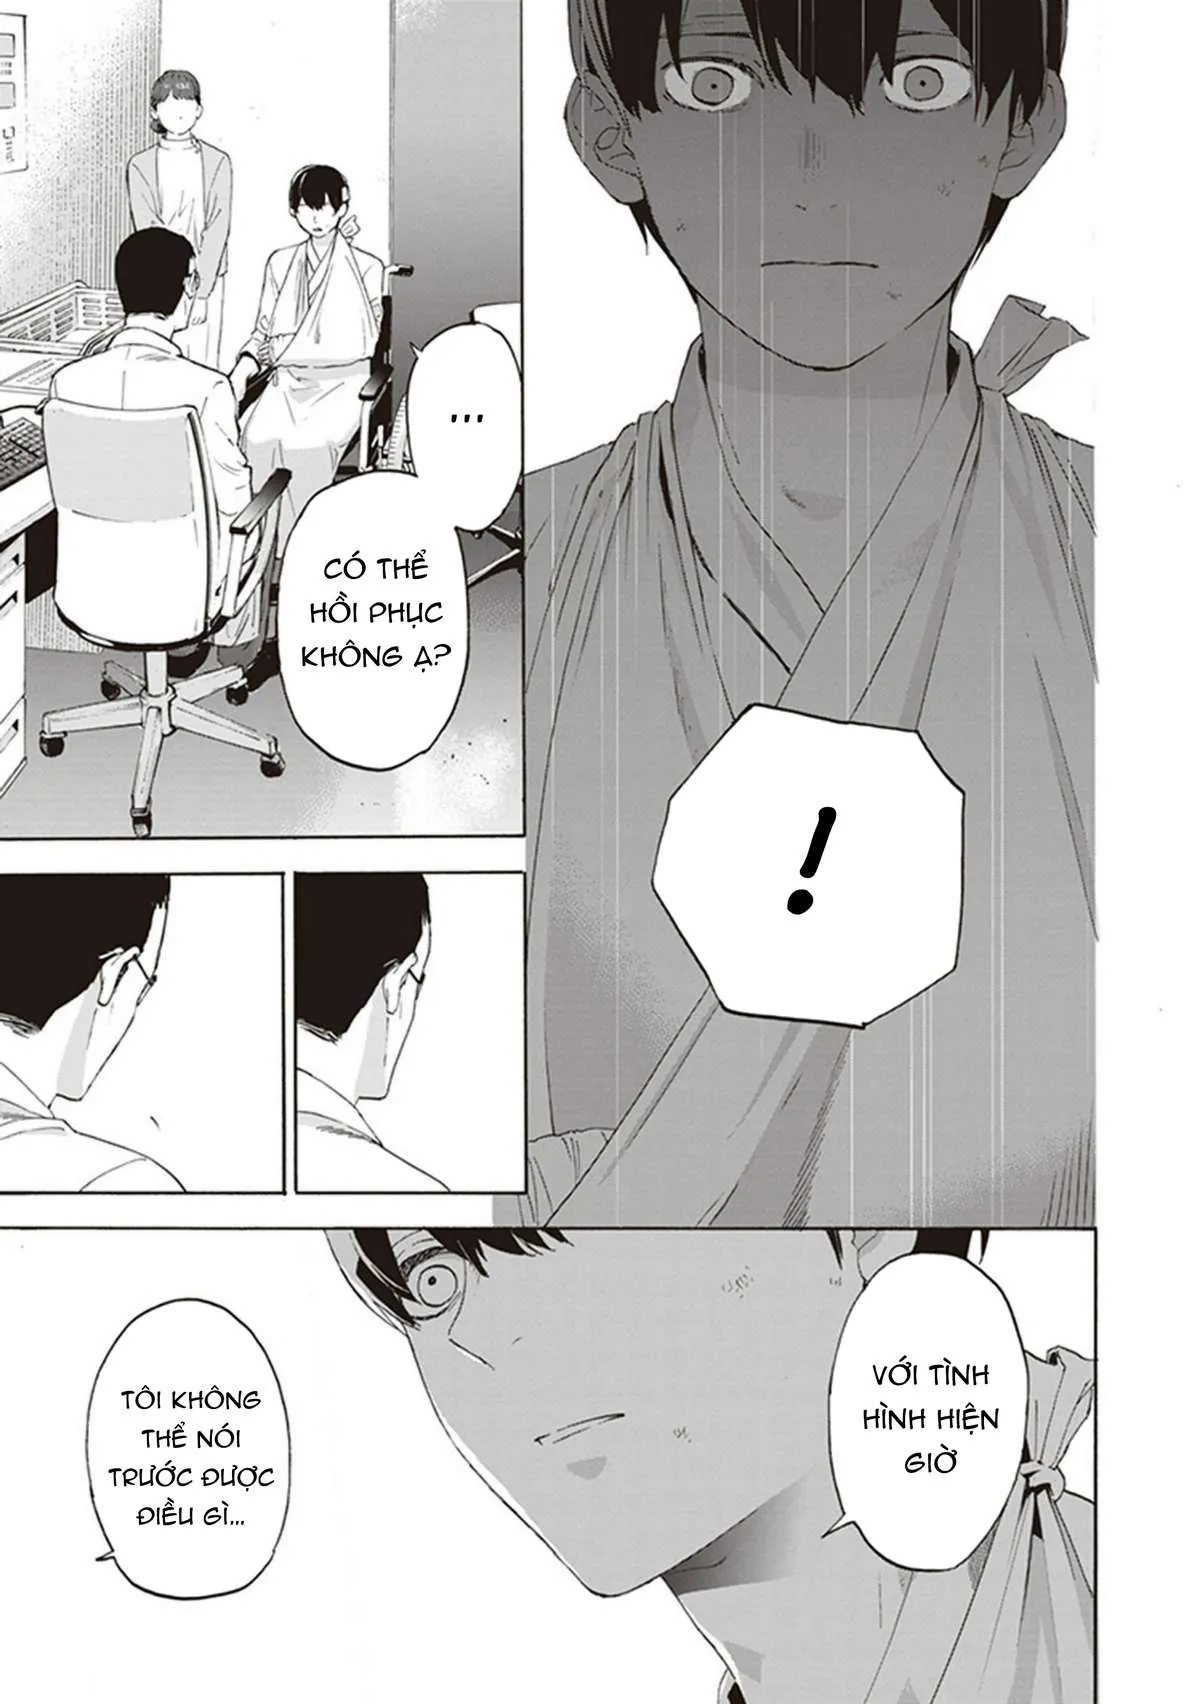 !
...
CÓ THỂ
HỒI PHỤC
KHÔNG Ạ?
VỚI TÌNH
HÌNH HIỆN
GIỜ
TÔI KHÔNG
THỂ NÓI
TRƯỚC ĐƯỢC
ĐIỀU GÌ...